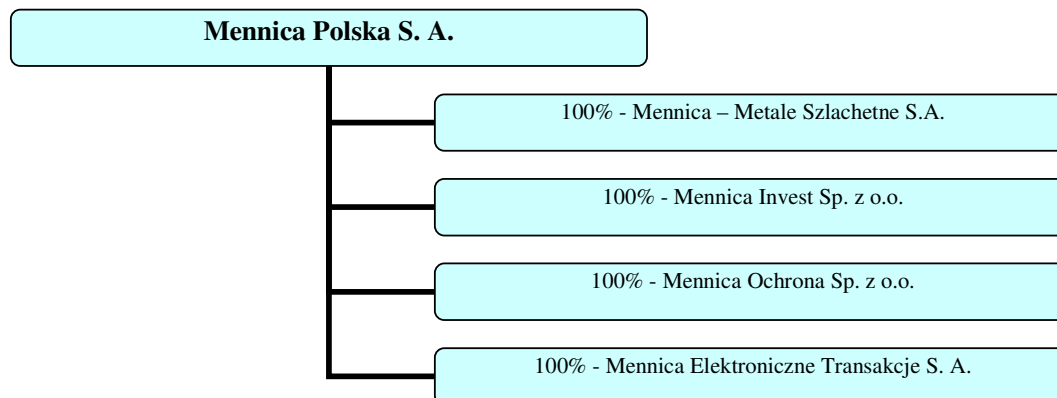 Mennica Polska S. A.
100% - Mennica – Metale Szlachetne S.A.
100% - Mennica Invest Sp. z o.o.
100% - Mennica Ochrona Sp. z o.o.
100% - Mennica Elektroniczne Transakcje S. A.